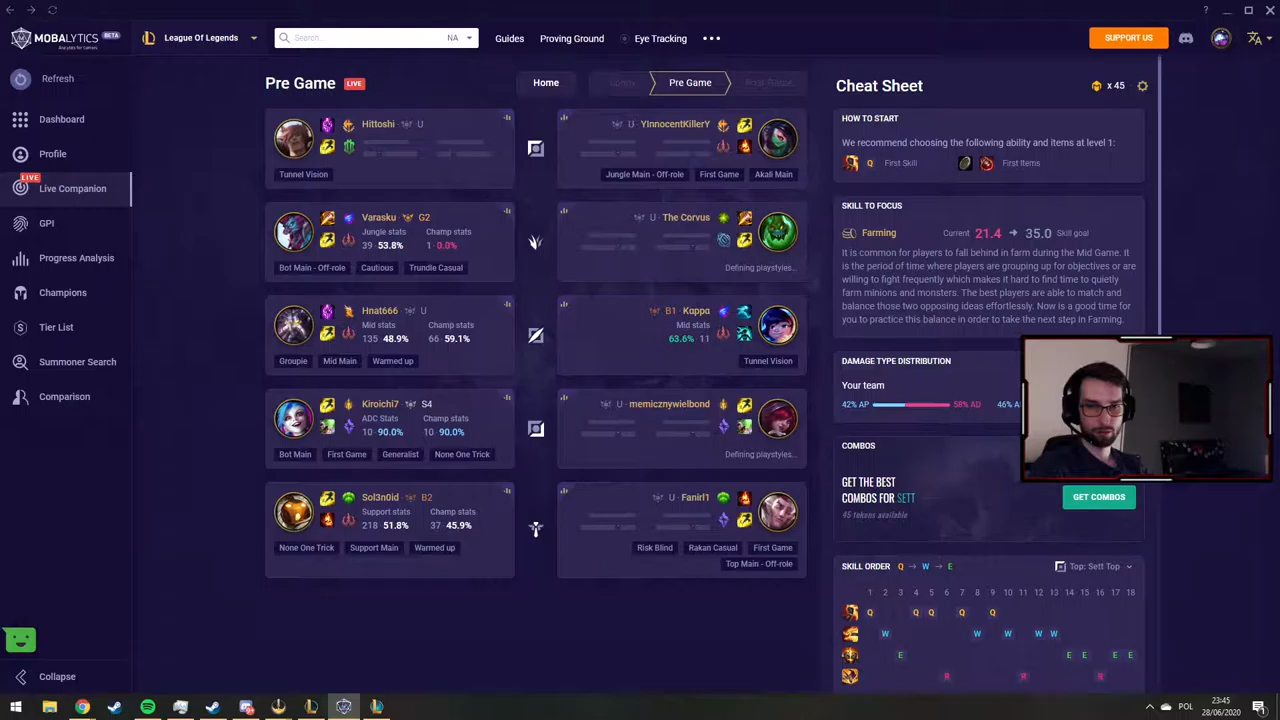 MOBALYTICS BETA
Analytics for Gamers
League Of Legends
Search...
NA
Guides
Proving Ground
Eye Tracking
SUPPORT US
Refresh
Dashboard
Profile
LIVE
Live Companion
GPI
Progress Analysis
Champions
Tier List
Summoner Search
Comparison
Collapse
Pre Game LIVE
Home
Pre Game
Hittoshi U
Tunnel Vision
U YInnocentKillerY
Jungle Main - Off-role First Game Akali Main
Varasku G2
Jungle stats Champ stats
39 · 53.8% 1 · 0.0%
Bot Main - Off-role Cautious Trundle Casual
U The Corvus
Defining playstyles...
Hnat666 U
Mid stats Champ stats
135 · 48.9% 66 · 59.1%
Groupie Mid Main Warmed up
B1 · Kappα
Mid stats
63.6% · 11
Tunnel Vision
Kiroichi7 S4
ADC Stats Champ stats
10 · 90.0% 10 · 90.0%
Bot Main First Game Generalist None One Trick
U memicznywielbond
Defining playstyles...
Sol3n0id B2
Support stats Champ stats
218 · 51.8% 37 · 45.9%
None One Trick Support Main Warmed up
U Fanirl1
Risk Blind Rakan Casual First Game
Top Main - Off-role
Cheat Sheet
x 45
HOW TO START
We recommend choosing the following ability and items at level 1:
Q First Skill First Items
SKILL TO FOCUS
Farming Current 21.4 → 35.0 Skill goal
It is common for players to fall behind in farm during the Mid Game. It
is the period of time where players are grouping up for objectives or are
willing to fight frequently which makes it hard to find time to quietly
farm minions and monsters. The best players are able to match and
balance those two opposing ideas effortlessly. Now is a good time for
you to practice this balance in order to take the next step in Farming.
DAMAGE TYPE DISTRIBUTION
Your team
42% AP 58% AD 46%
COMBOS
GET THE BEST
COMBOS FOR SETT
45 tokens available
GET COMBOS
SKILL ORDER Q → W → E
Top: Sett Top
1 2 3 4 5 6 7 8 9 10 11 12 13 14 15 16 17 18
Q Q Q Q Q
W W W W W
E E E E E
R R R
POL
23:45
28/06/2020